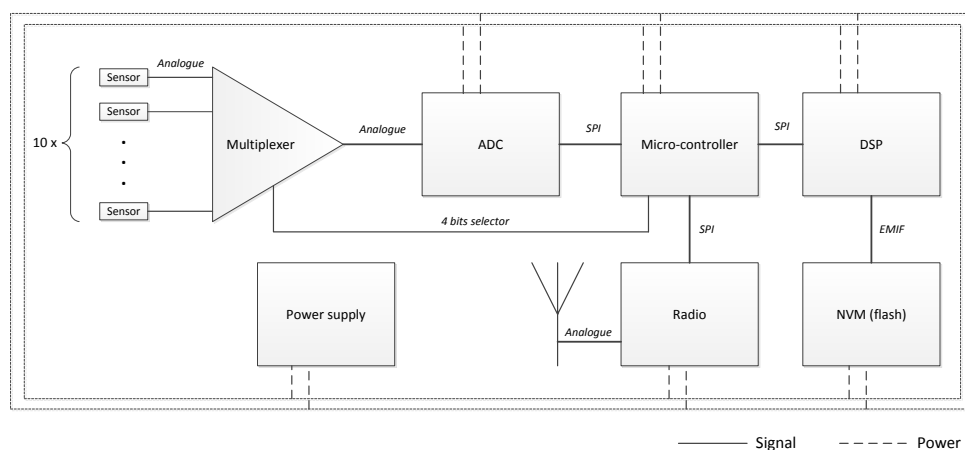 Analogue
Sensor
Sensor
10 x
Sensor
Multiplexer
Analogue
ADC
SPI
Micro-controller
SPI
DSP
4 bits selector
SPI
EMIF
Power supply
Analogue
Radio
NVM (flash)
Signal
Power